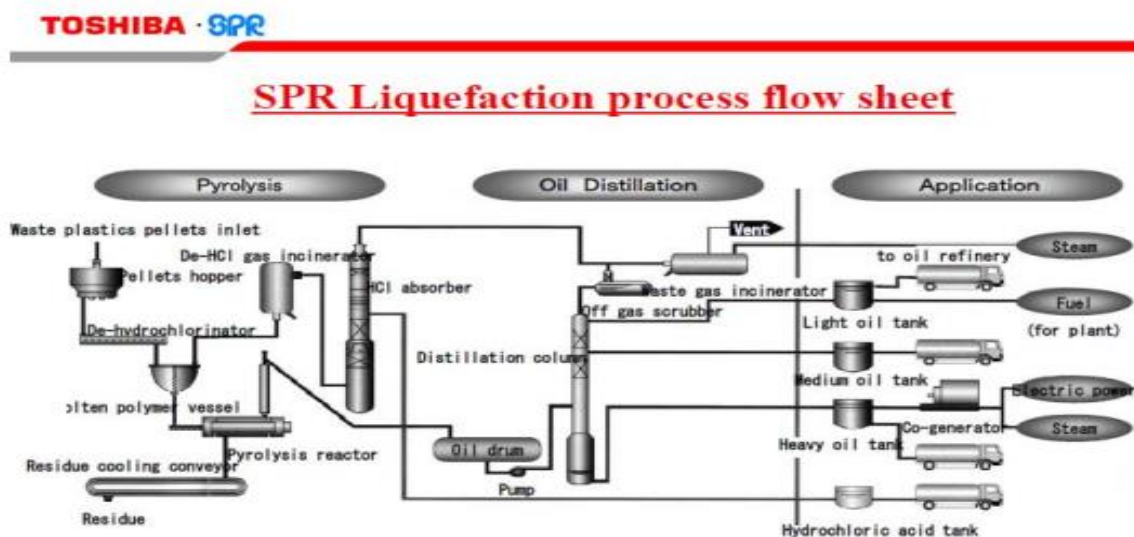 TOSHIBA · SPR
SPR Liquefaction process flow sheet
Pyrolysis
Oil Distillation
Application
Waste plastics pellets inlet
De-HCl gas incinerator
Pellets hopper
HCl absorber
De-hydrochlorinator
olten polymer vessel
Pyrolysis reactor
Residue cooling conveyor
Residue
Vent
Waste gas incinerator
Off gas scrubber
Distillation column
Oil drum
Pump
to oil refinery
Steam
Light oil tank
Fuel
(for plant)
Medium oil tank
Electric power
Co-generator
Heavy oil tank
Steam
Hydrochloric acid tank